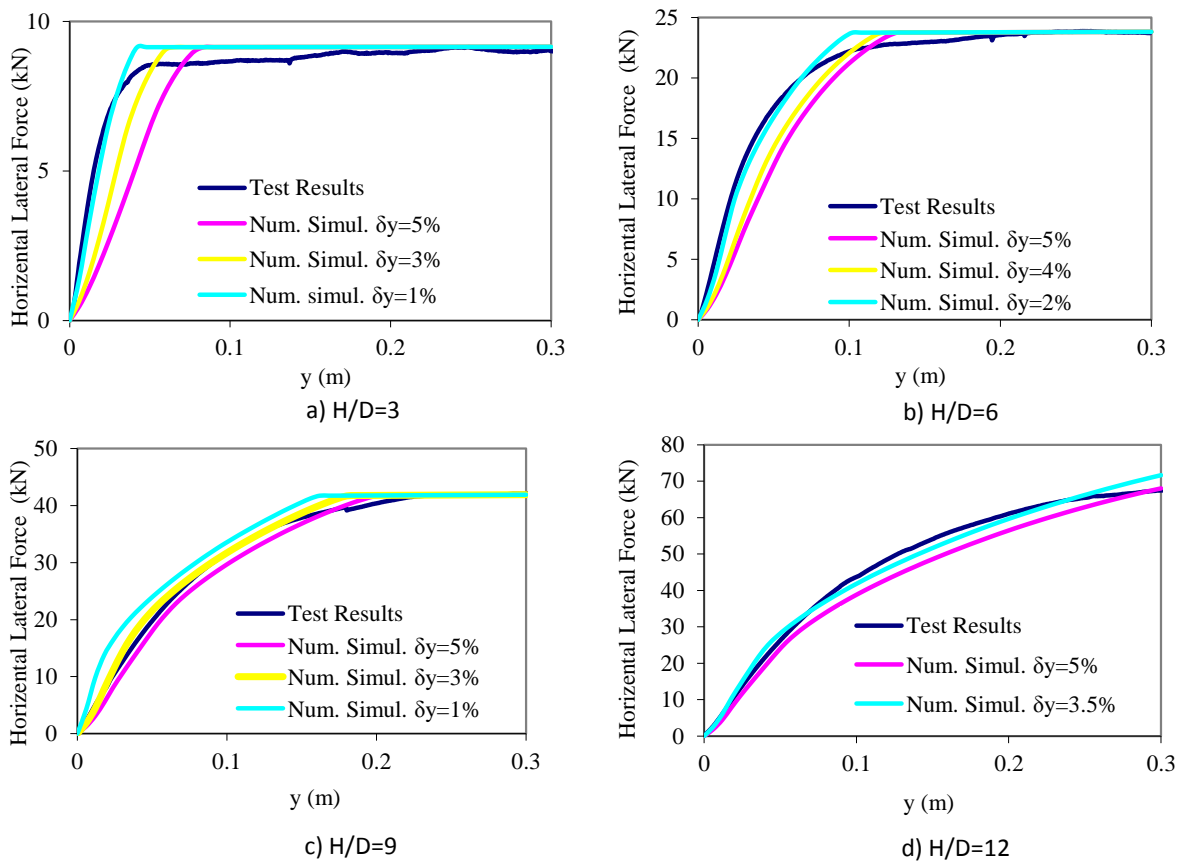 Horizental Lateral Force (kN)
10
5
0
0
0.1
0.2
0.3
Test Results
Num. Simul. δy=5%
Num. Simul. δy=3%
Num. simul. δy=1%
y (m)
a) H/D=3
Horizental Lateral Force (kN)
30
25
20
15
10
5
0
0
0.1
0.2
0.3
Test Results
Num. Simul. δy=5%
Num. Simul. δy=4%
Num. Simul. δy=2%
y (m)
b) H/D=6
Horizental Lateral Force (kN)
50
40
30
20
10
0
0
0.1
0.2
0.3
Test Results
Num. Simul. δy=5%
Num. Simul. δy=3%
Num. Simul. δy=1%
y (m)
c) H/D=9
Horizental Lateral Force (kN)
80
70
60
50
40
30
20
10
0
0
0.1
0.2
0.3
Test Results
Num. Simul. δy=5%
Num. Simul. δy=3.5%
y (m)
d) H/D=12